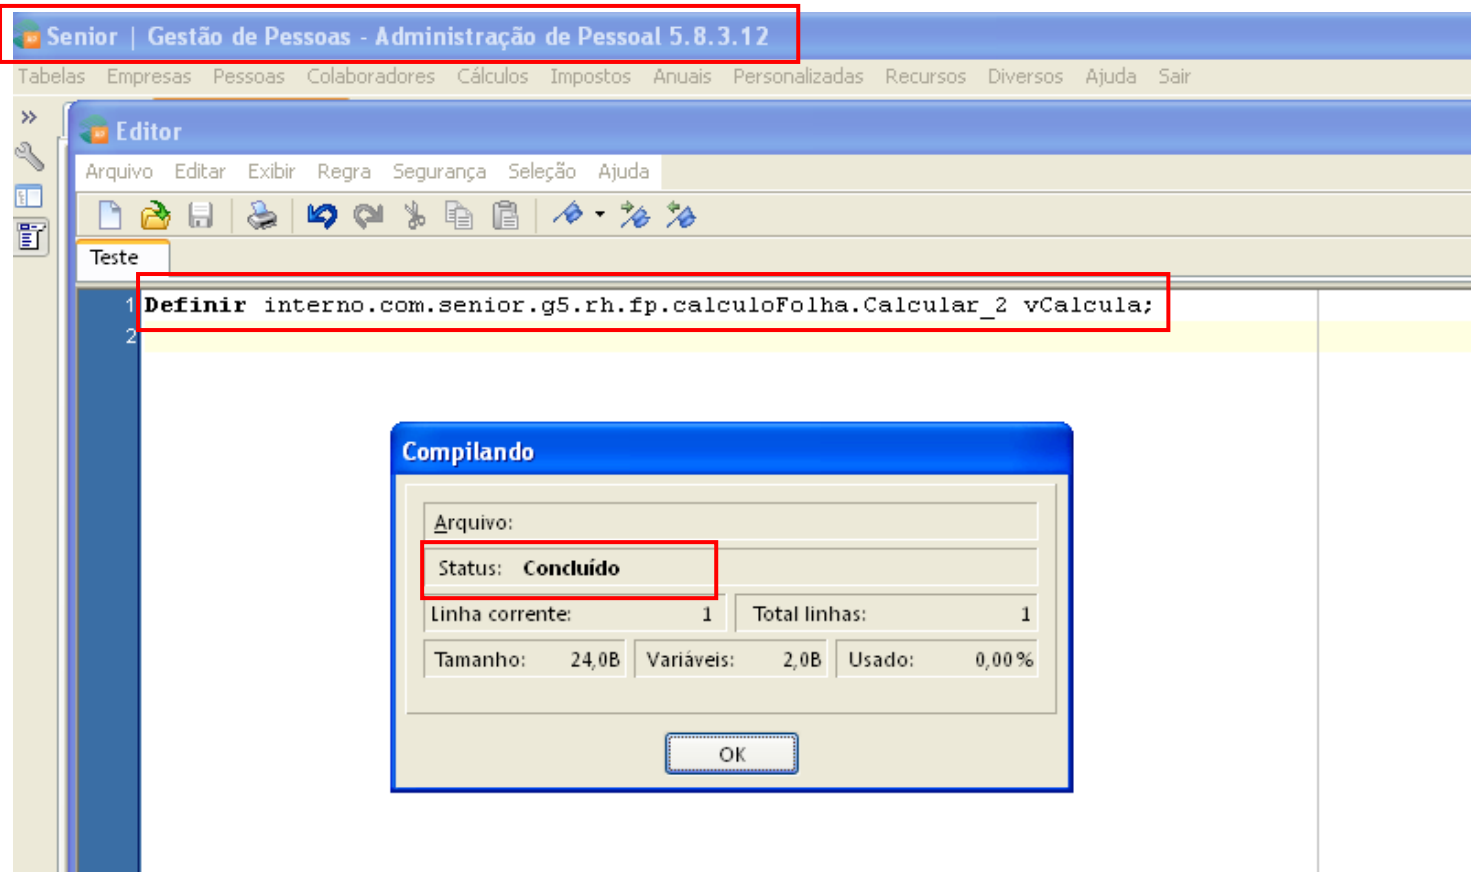 Senior | Gestão de Pessoas - Administração de Pessoal 5.8.3.12
Tabelas Empresas Pessoas Colaboradores Cálculos Impostos Anuais Personalizadas Recursos Diversos Ajuda Sair
Editor
Arquivo Editar Exibir Regra Segurança Seleção Ajuda
Teste
1 Definir interno.com.senior.g5.rh.fp.calculoFolha.Calcular_2 vCalcula;
2
Compilando
Arquivo:
Status: Concluído
Linha corrente: 1 Total linhas: 1
Tamanho: 24,0B Variáveis: 2,0B Usado: 0,00%
OK